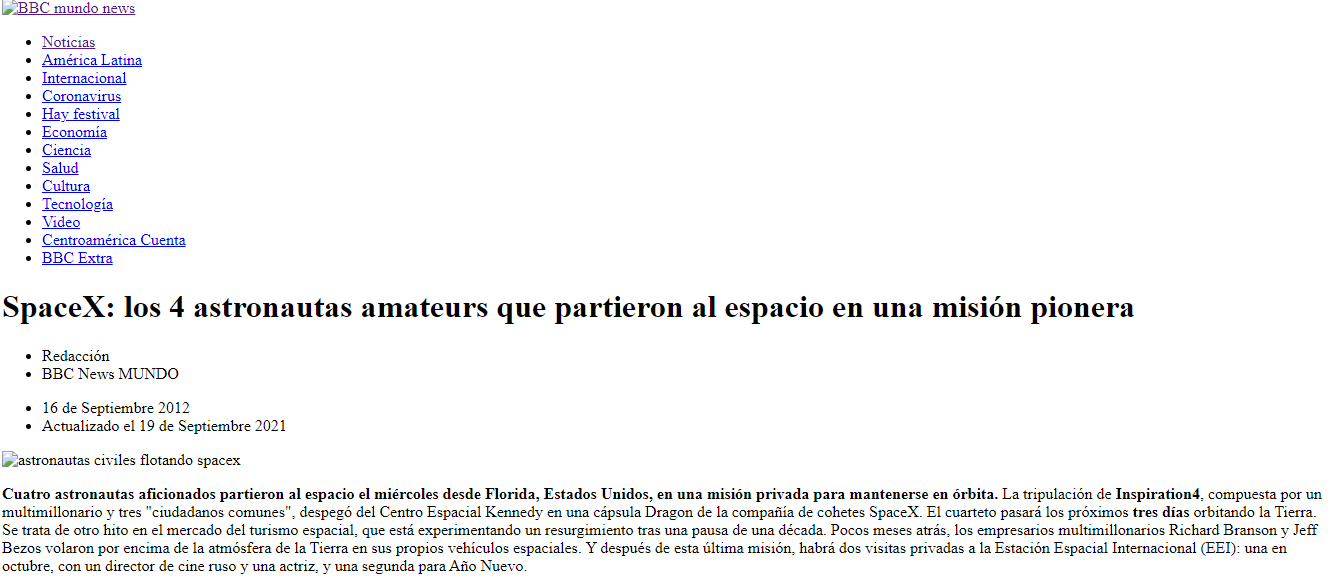 BBC mundo news
Noticias
América Latina
Internacional
Coronavirus
Hay festival
Economía
Ciencia
Salud
Cultura
Tecnología
Video
Centroamérica Cuenta
BBC Extra
SpaceX: los 4 astronautas amateurs que partieron al espacio en una misión pionera
Redacción
BBC News MUNDO
16 de Septiembre 2012
Actualizado el 19 de Septiembre 2021
astronautas civiles flotando spacex
Cuatro astronautas aficionados partieron al espacio el miércoles desde Florida, Estados Unidos, en una misión privada para mantenerse en órbita. La tripulación de Inspiration4, compuesta por un
multimillonario y tres "ciudadanos comunes", despegó del Centro Espacial Kennedy en una cápsula Dragon de la compañía de cohetes SpaceX. El cuarteto pasará los próximos tres días orbitando la Tierra.
Se trata de otro hito en el mercado del turismo espacial, que está experimentando un resurgimiento tras una pausa de una década. Pocos meses atrás, los empresarios multimillonarios Richard Branson y Jeff
Bezos volaron por encima de la atmósfera de la Tierra en sus propios vehículos espaciales. Y después de esta última misión, habrá dos visitas privadas a la Estación Espacial Internacional (EEI): una en
octubre, con un director de cine ruso y una actriz, y una segunda para Año Nuevo.